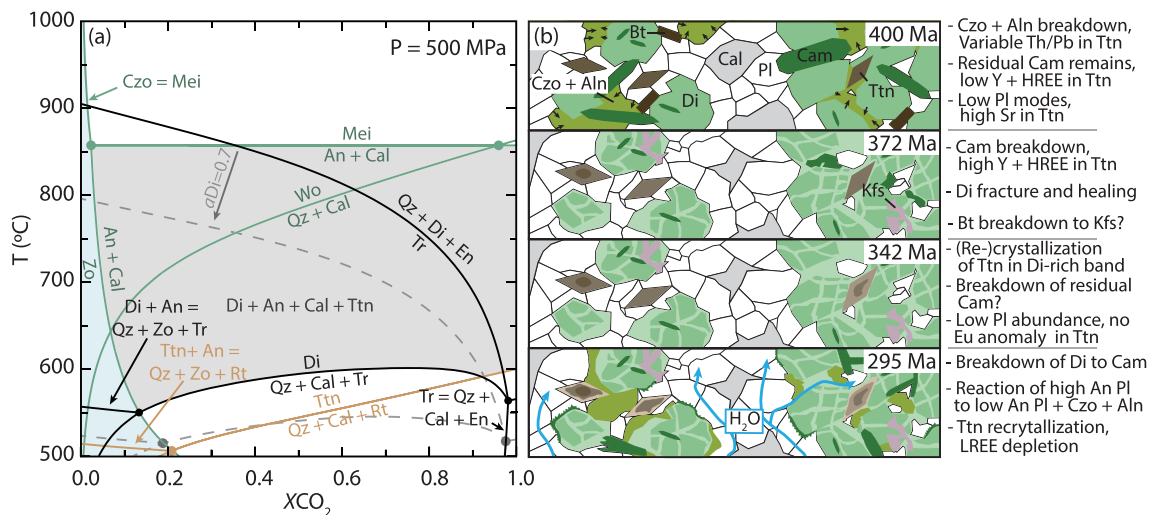 (a)
P = 500 MPa
1000
900
800
700
600
500
T (ºC)
0.0
0.2
0.4
0.6
0.8
1.0
XCO2
Czo = Mei
Mei
An + Cal
aDi=0.7
Wo
Qz + Cal
Qz + Di + En
Tr
An + Cal
Zo
Di + An =
Qz + Zo + Tr
Di + An + Cal + Ttn
Ttn + An =
Qz + Zo + Rt
Di
Qz + Cal + Tr
Ttn
Qz + Cal + Rt
Tr = Qz +
Cal + En
(b)
400 Ma
Bt
Cal
Cam
Pl
Czo + Aln
Di
Ttn
372 Ma
Kfs
342 Ma
295 Ma
H2O
- Czo + Aln breakdown,
Variable Th/Pb in Ttn
- Residual Cam remains,
low Y + HREE in Ttn
- Low Pl modes,
high Sr in Ttn
- Cam breakdown,
high Y + HREE in Ttn
- Di fracture and healing
- Bt breakdown to Kfs?
- (Re-)crystallization
of Ttn in Di-rich band
- Breakdown of residual
Cam?
- Low Pl abundance, no
Eu anomaly in Ttn
- Breakdown of Di to Cam
- Reaction of high An Pl
to low An Pl + Czo + Aln
- Ttn recrytallization,
LREE depletion